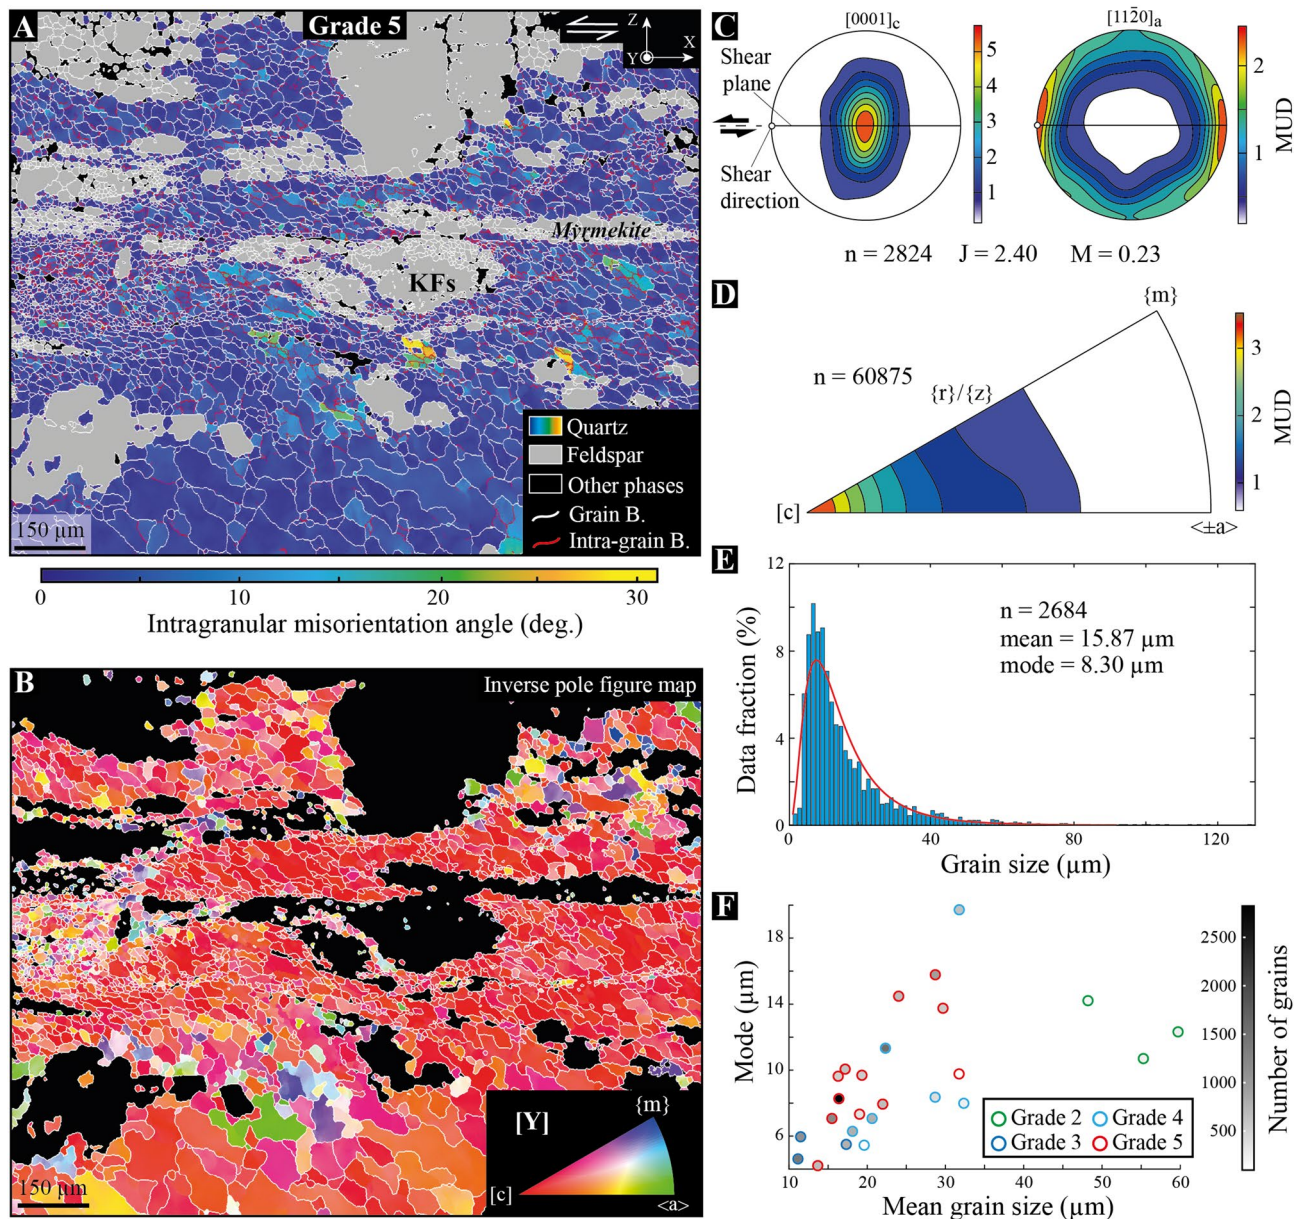 A
Grade 5
Z
X
Y
Myrmekite
KFs
Quartz
Feldspar
Other phases
Grain B.
Intra-grain B.
150 µm
0
10
20
30
Intragranular misorientation angle (deg.)
B
Inverse pole figure map
[Y]
{m}
[c]
<a>
150 µm
C
[0001]c
[112̄0]a
Shear
plane
Shear
direction
5
4
3
2
1
MUD
2
1
MUD
n = 2824 J = 2.40 M = 0.23
D
{m}
n = 60875
{r}/{z}
[c]
<±a>
3
2
1
MUD
E
12
8
4
0
Data fraction (%)
n = 2684
mean = 15.87 µm
mode = 8.30 µm
0
40
80
120
Grain size (µm)
F
18
14
10
6
Mode (µm)
Grade 2
Grade 4
Grade 3
Grade 5
10
20
30
40
50
60
Mean grain size (µm)
2500
2000
1500
1000
500
Number of grains